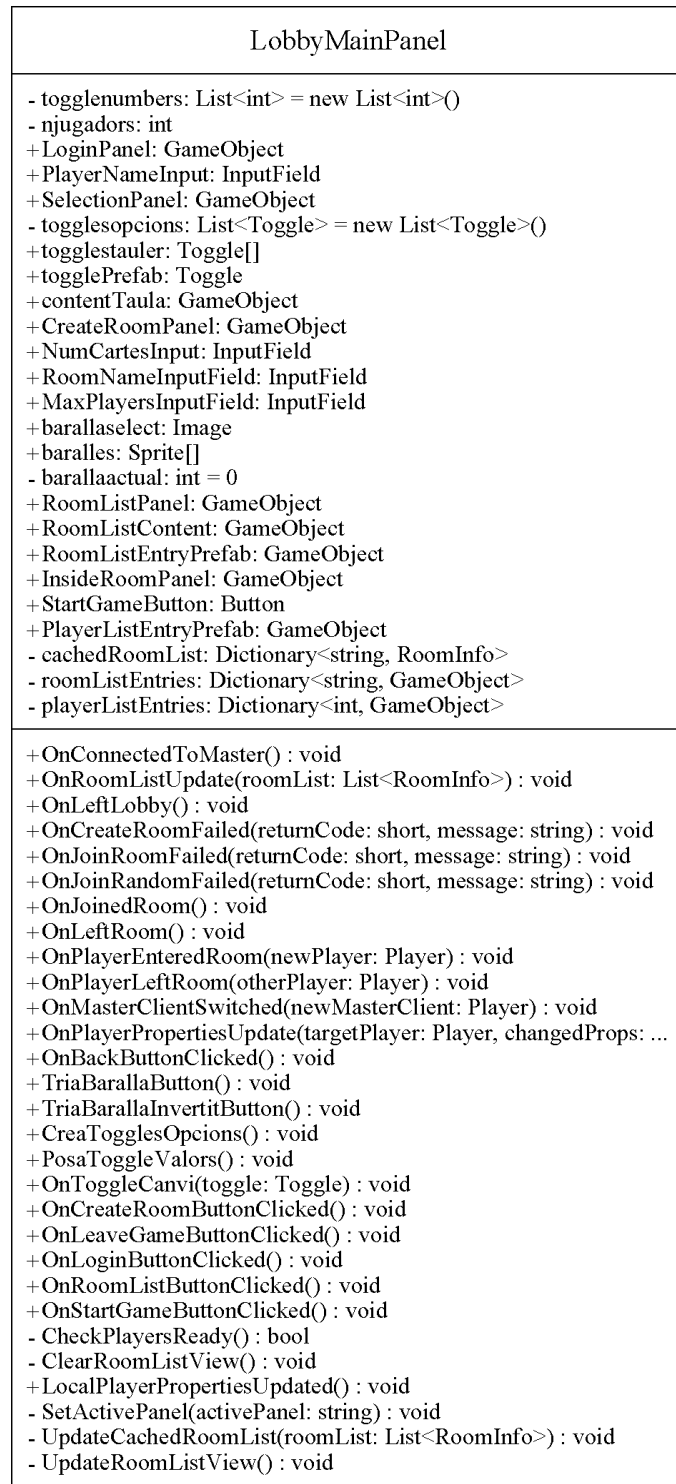 LobbyMainPanel
- togglenumbers: List<int> = new List<int>()
- njugadors: int
+LoginPanel: GameObject
+PlayerNameInput: InputField
+SelectionPanel: GameObject
- togglesopcions: List<Toggle> = new List<Toggle>()
+togglestauler: Toggle[]
+togglePrefab: Toggle
+contentTaula: GameObject
+CreateRoomPanel: GameObject
+NumCartesInput: InputField
+RoomNameInputField: InputField
+MaxPlayersInputField: InputField
+barallaselect: Image
+baralles: Sprite[]
- barallaactual: int = 0
+RoomListPanel: GameObject
+RoomListContent: GameObject
+RoomListEntryPrefab: GameObject
+InsideRoomPanel: GameObject
+StartGameButton: Button
+PlayerListEntryPrefab: GameObject
- cachedRoomList: Dictionary<string, RoomInfo>
- roomListEntries: Dictionary<string, GameObject>
- playerListEntries: Dictionary<int, GameObject>
+OnConnectedToMaster() : void
+OnRoomListUpdate(roomList: List<RoomInfo>) : void
+OnLeftLobby() : void
+OnCreateRoomFailed(returnCode: short, message: string) : void
+OnJoinRoomFailed(returnCode: short, message: string) : void
+OnJoinRandomFailed(returnCode: short, message: string) : void
+OnJoinedRoom() : void
+OnLeftRoom() : void
+OnPlayerEnteredRoom(newPlayer: Player) : void
+OnPlayerLeftRoom(otherPlayer: Player) : void
+OnMasterClientSwitched(newMasterClient: Player) : void
+OnPlayerPropertiesUpdate(targetPlayer: Player, changedProps: ...
+OnBackButtonClicked() : void
+TriaBarallaButton() : void
+TriaBarallaInvertitButton() : void
+CreaTogglesOpcions() : void
+PosaToggleValors() : void
+OnToggleCanvi(toggle: Toggle) : void
+OnCreateRoomButtonClicked() : void
+OnLeaveGameButtonClicked() : void
+OnLoginButtonClicked() : void
+OnRoomListButtonClicked() : void
+OnStartGameButtonClicked() : void
- CheckPlayersReady() : bool
- ClearRoomListView() : void
+LocalPlayerPropertiesUpdated() : void
- SetActivePanel(activePanel: string) : void
- UpdateCachedRoomList(roomList: List<RoomInfo>) : void
- UpdateRoomListView() : void